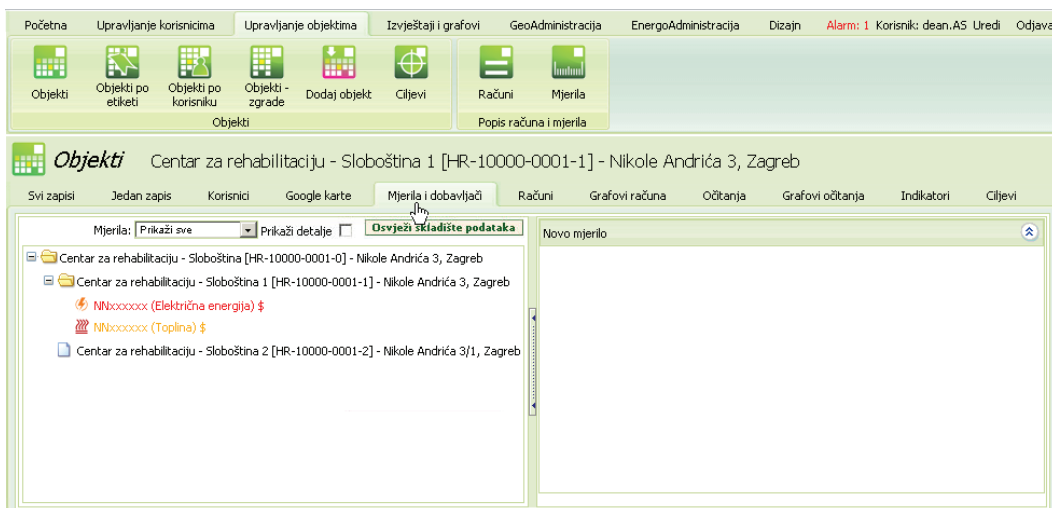 Početna Upravljanje korisnicima Upravljanje objektima Izvještaji i grafovi GeoAdministracija EnergoAdministracija Dizajn Alarm: 1 Korisnik: dean.AS Uredi Odjava
Objekti Objekti po etiketi Objekti po korisniku Objekti - zgrade Dodaj objekt Ciljevi Računi Mjerila
Objekti Popis računa i mjerila
Objekti Centar za rehabilitaciju - Sloboština 1 [HR-10000-0001-1] - Nikole Andrića 3, Zagreb
Svi zapisi Jedan zapis Korisnici Google karte Mjerila i dobavljači Računi Grafovi računa Očitanja Grafovi očitanja Indikatori Ciljevi
Mjerila: Prikaži sve Prikaži detalje Osvježi skladište podataka Novo mjerilo
Centar za rehabilitaciju - Sloboština [HR-10000-0001-0] - Nikole Andrića 3, Zagreb
Centar za rehabilitaciju - Sloboština 1 [HR-10000-0001-1] - Nikole Andrića 3, Zagreb
NNxxxxxx (Električna energija) $
NNxxxxxx (Toplina) $
Centar za rehabilitaciju - Sloboština 2 [HR-10000-0001-2] - Nikole Andrića 3/1, Zagreb